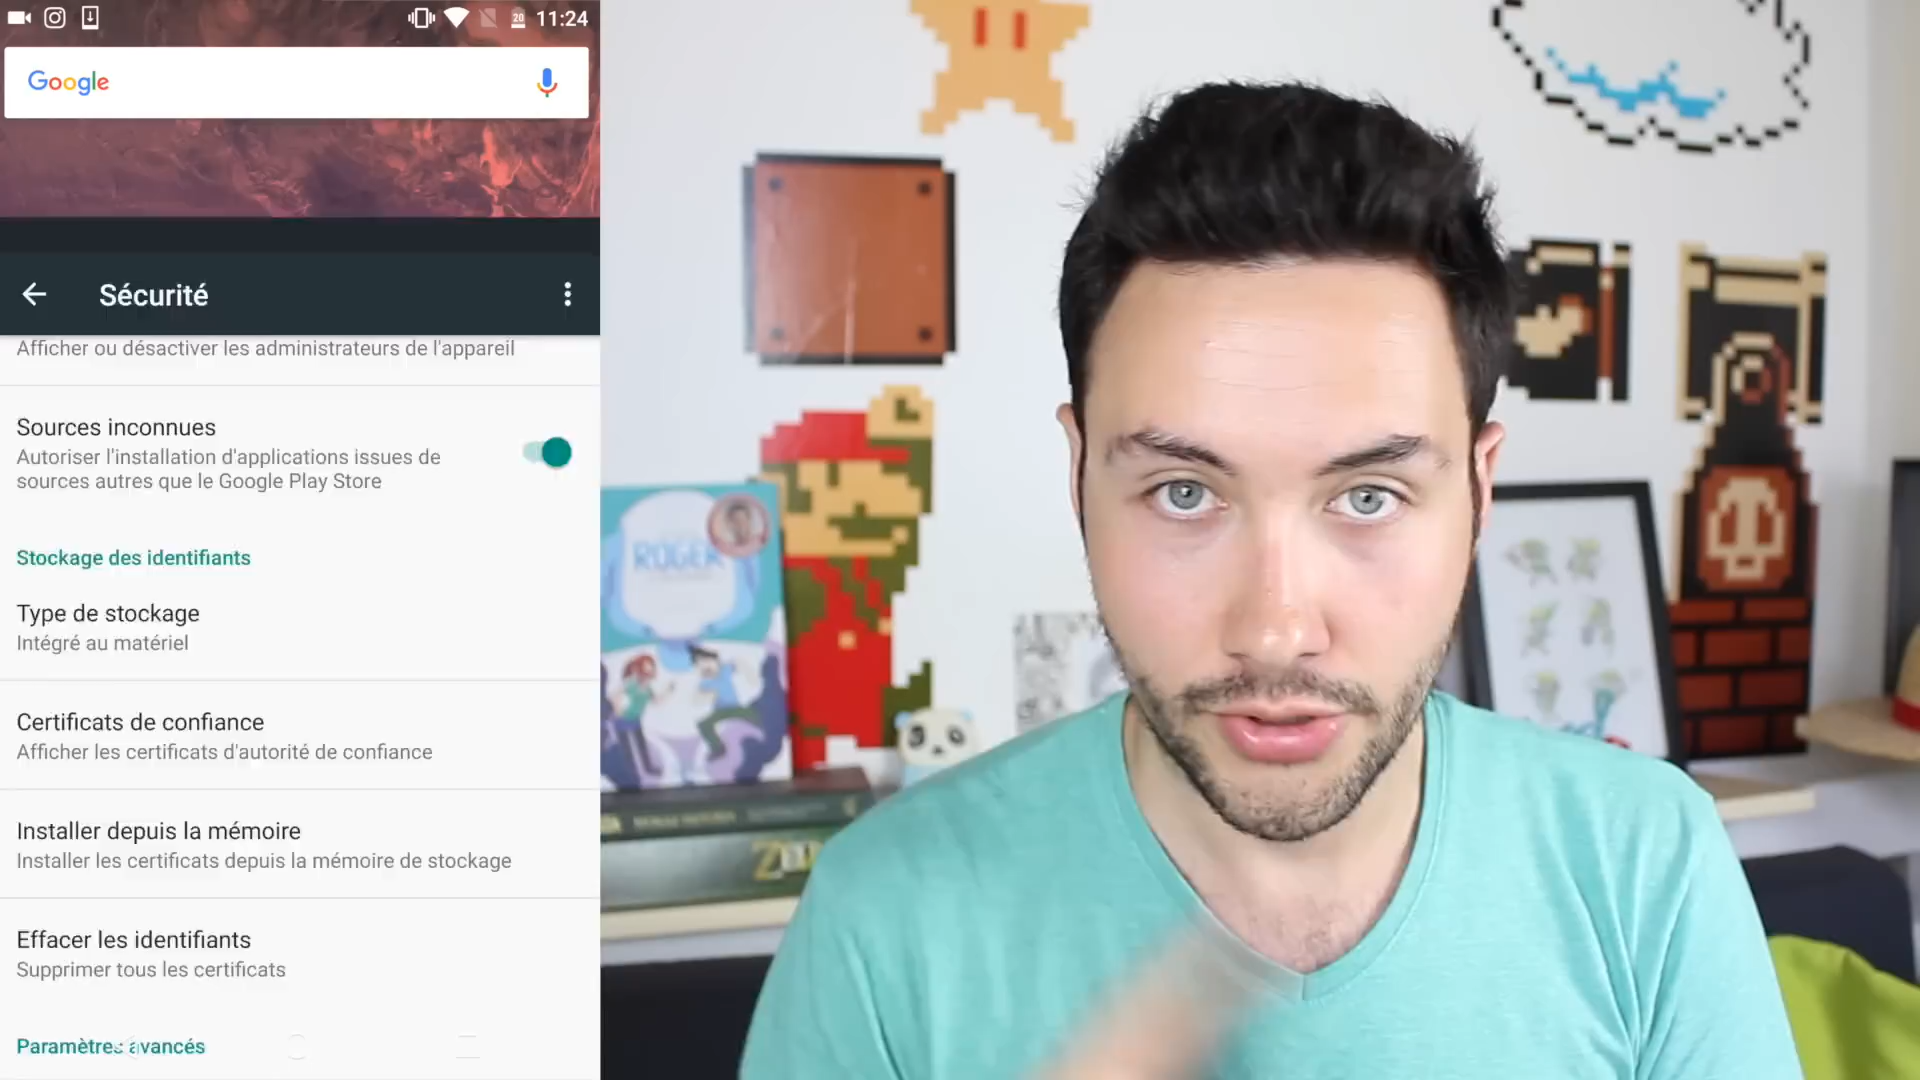 20 11:24
Google
Sécurité
Afficher ou désactiver les administrateurs de l'appareil
Sources inconnues
Autoriser l'installation d'applications issues de
sources autres que le Google Play Store
Stockage des identifiants
Type de stockage
Intégré au matériel
Certificats de confiance
Afficher les certificats d'autorité de confiance
Installer depuis la mémoire
Installer les certificats depuis la mémoire de stockage
Effacer les identifiants
Supprimer tous les certificats
Paramètres avancés
ROGER